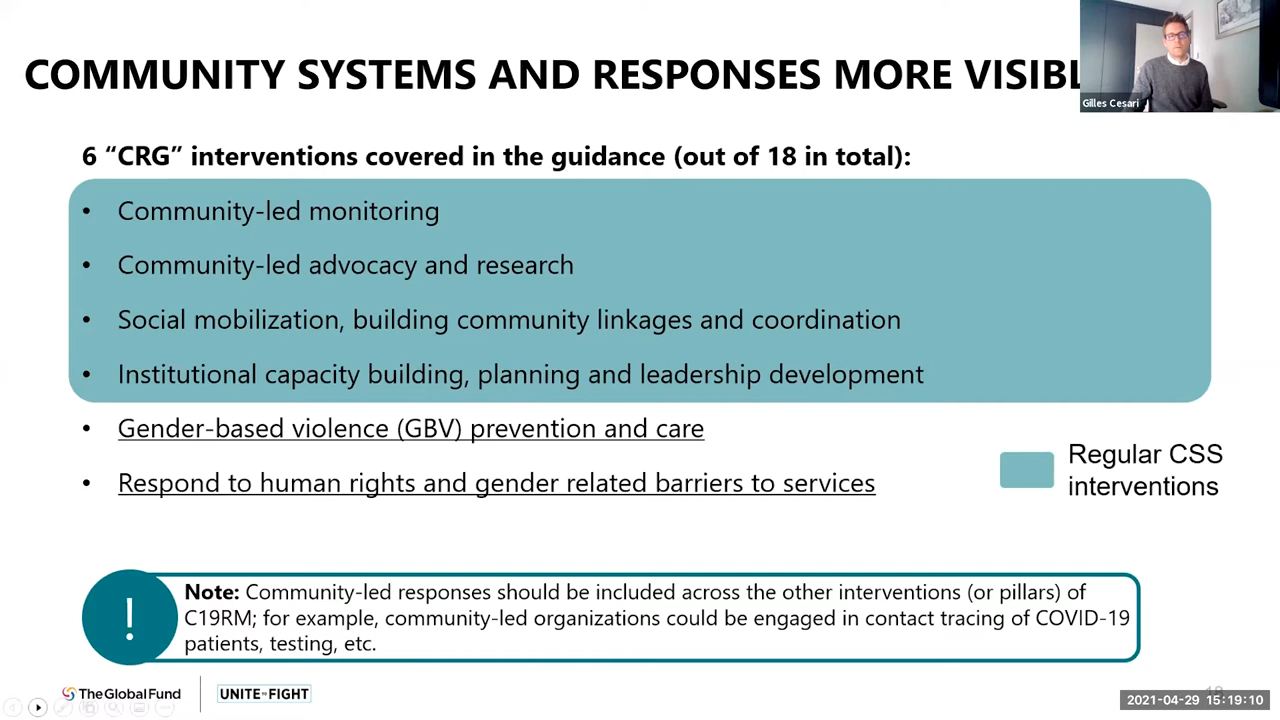 COMMUNITY SYSTEMS AND RESPONSES MORE VISIBL
Gilles Cesari
6 “CRG” interventions covered in the guidance (out of 18 in total):
• Community-led monitoring
• Community-led advocacy and research
• Social mobilization, building community linkages and coordination
• Institutional capacity building, planning and leadership development
• Gender-based violence (GBV) prevention and care
• Respond to human rights and gender related barriers to services
Regular CSS
interventions
!
Note: Community-led responses should be included across the other interventions (or pillars) of
C19RM; for example, community-led organizations could be engaged in contact tracing of COVID-19
patients, testing, etc.
TheGlobalFund
UNITE TO FIGHT
2021-04-29 15:19:10